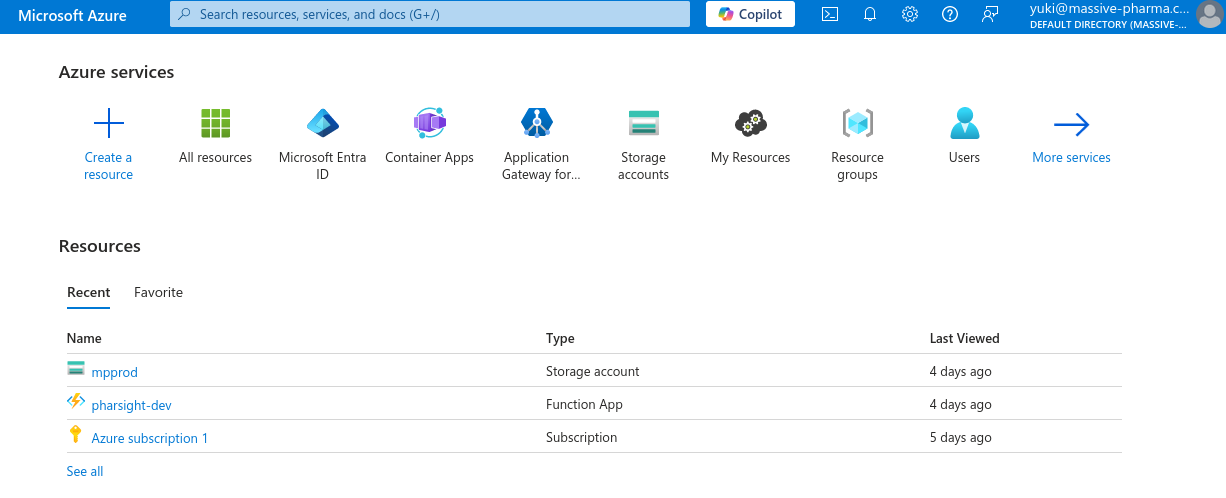 Microsoft Azure
Search resources, services, and docs (G+/)
Copilot
yuki@massive-pharma.c...
DEFAULT DIRECTORY (MASSIVE-...
Azure services
Create a
resource
All resources
Microsoft Entra
ID
Container Apps
Application
Gateway for...
Storage
accounts
My Resources
Resource
groups
Users
More services
Resources
Recent
Favorite
Name Type Last Viewed
mpprod Storage account 4 days ago
pharsight-dev Function App 4 days ago
Azure subscription 1 Subscription 5 days ago
See all